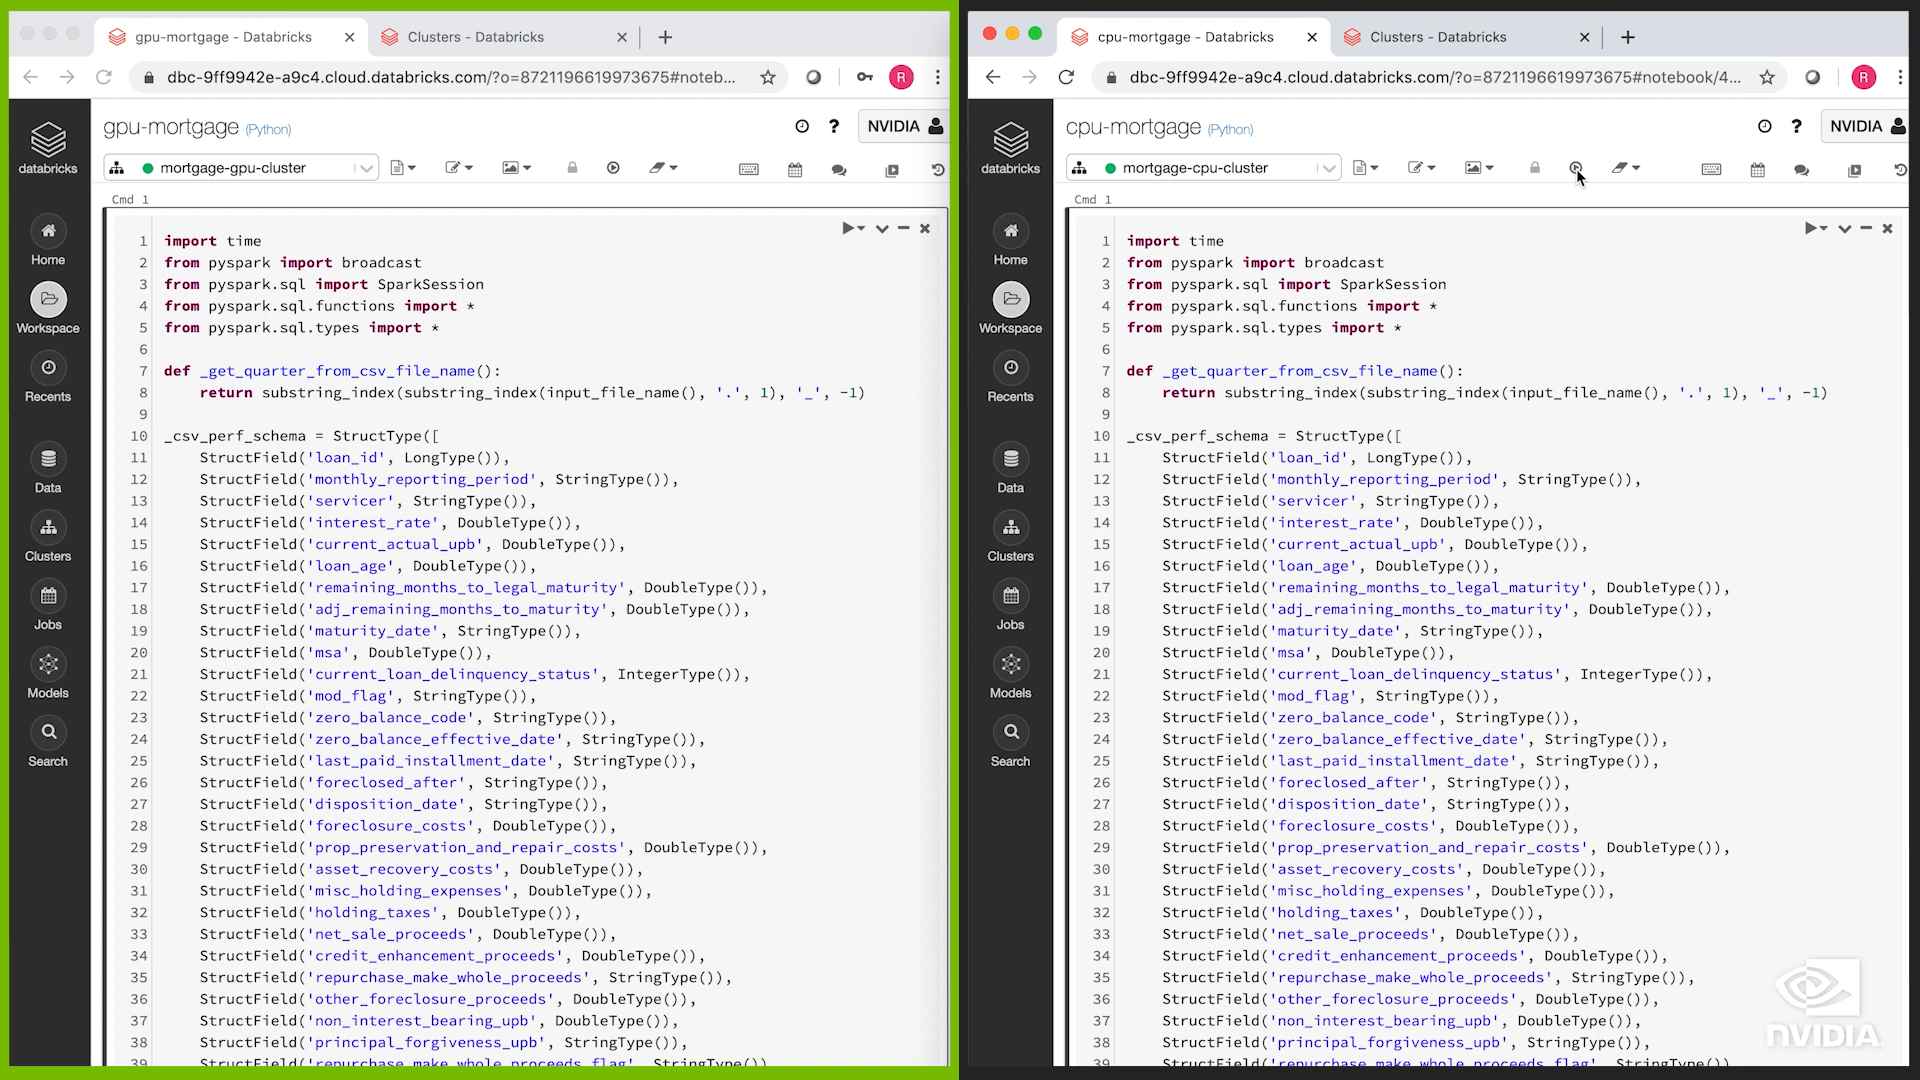 gpu-mortgage - Databricks
Clusters - Databricks
dbc-9ff9942e-a9c4.cloud.databricks.com/?o=8721196619973675#noteb...
R
databricks
Home
Workspace
Recents
Data
Clusters
Jobs
Models
Search
gpu-mortgage (Python)
? NVIDIA
mortgage-gpu-cluster
Cmd 1
1 import time
2 from pyspark import broadcast
3 from pyspark.sql import SparkSession
4 from pyspark.sql.functions import *
5 from pyspark.sql.types import *
6
7 def _get_quarter_from_csv_file_name():
8 return substring_index(substring_index(input_file_name(), '.', 1), '_', -1)
9
10 _csv_perf_schema = StructType([
11 StructField('loan_id', LongType()),
12 StructField('monthly_reporting_period', StringType()),
13 StructField('servicer', StringType()),
14 StructField('interest_rate', DoubleType()),
15 StructField('current_actual_upb', DoubleType()),
16 StructField('loan_age', DoubleType()),
17 StructField('remaining_months_to_legal_maturity', DoubleType()),
18 StructField('adj_remaining_months_to_maturity', DoubleType()),
19 StructField('maturity_date', StringType()),
20 StructField('msa', DoubleType()),
21 StructField('current_loan_delinquency_status', IntegerType()),
22 StructField('mod_flag', StringType()),
23 StructField('zero_balance_code', StringType()),
24 StructField('zero_balance_effective_date', StringType()),
25 StructField('last_paid_installment_date', StringType()),
26 StructField('foreclosed_after', StringType()),
27 StructField('disposition_date', StringType()),
28 StructField('foreclosure_costs', DoubleType()),
29 StructField('prop_preservation_and_repair_costs', DoubleType()),
30 StructField('asset_recovery_costs', DoubleType()),
31 StructField('misc_holding_expenses', DoubleType()),
32 StructField('holding_taxes', DoubleType()),
33 StructField('net_sale_proceeds', DoubleType()),
34 StructField('credit_enhancement_proceeds', DoubleType()),
35 StructField('repurchase_make_whole_proceeds', StringType()),
36 StructField('other_foreclosure_proceeds', DoubleType()),
37 StructField('non_interest_bearing_upb', DoubleType()),
38 StructField('principal_forgiveness_upb', StringType()),
39 StructField('repurchase_make_whole_proceeds_flag', StringType())
cpu-mortgage - Databricks
Clusters - Databricks
dbc-9ff9942e-a9c4.cloud.databricks.com/?o=8721196619973675#notebook/4...
R
databricks
Home
Workspace
Recents
Data
Clusters
Jobs
Models
Search
cpu-mortgage (Python)
? NVIDIA
mortgage-cpu-cluster
Cmd 1
1 import time
2 from pyspark import broadcast
3 from pyspark.sql import SparkSession
4 from pyspark.sql.functions import *
5 from pyspark.sql.types import *
6
7 def _get_quarter_from_csv_file_name():
8 return substring_index(substring_index(input_file_name(), '.', 1), '_', -1)
9
10 _csv_perf_schema = StructType([
11 StructField('loan_id', LongType()),
12 StructField('monthly_reporting_period', StringType()),
13 StructField('servicer', StringType()),
14 StructField('interest_rate', DoubleType()),
15 StructField('current_actual_upb', DoubleType()),
16 StructField('loan_age', DoubleType()),
17 StructField('remaining_months_to_legal_maturity', DoubleType()),
18 StructField('adj_remaining_months_to_maturity', DoubleType()),
19 StructField('maturity_date', StringType()),
20 StructField('msa', DoubleType()),
21 StructField('current_loan_delinquency_status', IntegerType()),
22 StructField('mod_flag', StringType()),
23 StructField('zero_balance_code', StringType()),
24 StructField('zero_balance_effective_date', StringType()),
25 StructField('last_paid_installment_date', StringType()),
26 StructField('foreclosed_after', StringType()),
27 StructField('disposition_date', StringType()),
28 StructField('foreclosure_costs', DoubleType()),
29 StructField('prop_preservation_and_repair_costs', DoubleType()),
30 StructField('asset_recovery_costs', DoubleType()),
31 StructField('misc_holding_expenses', DoubleType()),
32 StructField('holding_taxes', DoubleType()),
33 StructField('net_sale_proceeds', DoubleType()),
34 StructField('credit_enhancement_proceeds', DoubleType()),
35 StructField('repurchase_make_whole_proceeds', StringType()),
36 StructField('other_foreclosure_proceeds', DoubleType()),
37 StructField('non_interest_bearing_upb', DoubleType()),
38 StructField('principal_forgiveness_upb', StringType()),
39 StructField('repurchase_make_whole_proceeds_flag', StringType())
NVIDIA